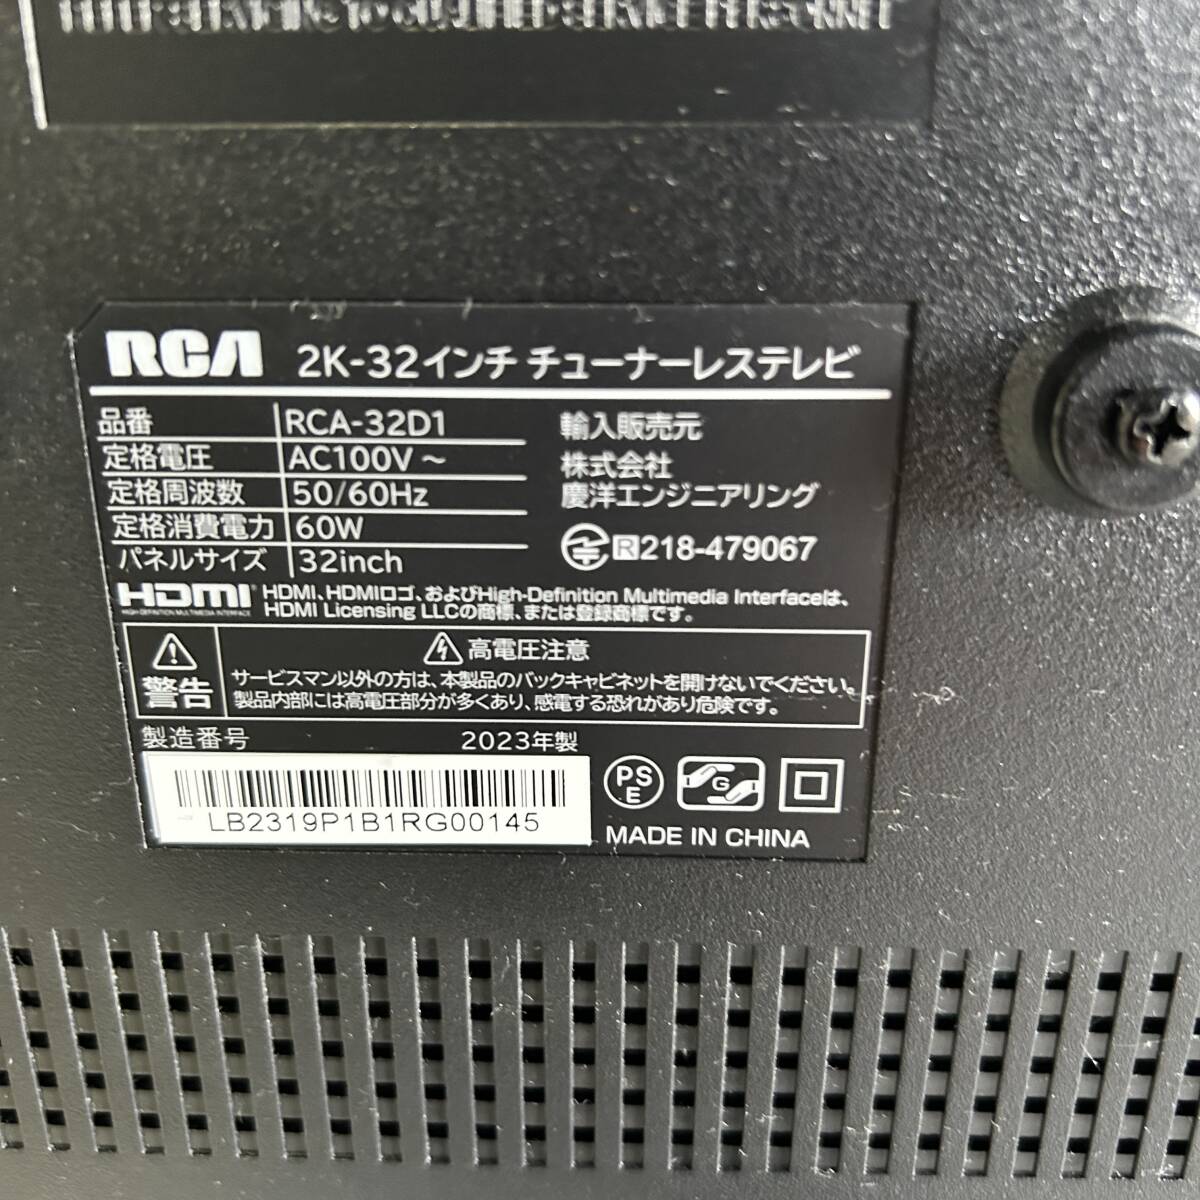 RCA 2K-32インチ チューナーレステレビ
品番 RCA-32D1
定格電圧 AC100V～
定格周波数 50/60Hz
定格消費電力 60W
パネルサイズ 32inch
輸入販売元
株式会社
慶洋エンジニアリング
R 218-479067
HDMI
HIGH-DEFINITION MULTIMEDIA INTERFACE
HDMI、HDMIロゴ、およびHigh-Definition Multimedia Interfaceは、
HDMI Licensing LLCの商標、または登録商標です。
警告
高電圧注意
サービスマン以外の方は、本製品のバックキャビネットを開けないでください。
製品内部には高電圧部分が多くあり、感電する恐れがあり危険です。
製造番号 2023年製
LB2319P1B1RG00145
PS
E
G
MADE IN CHINA